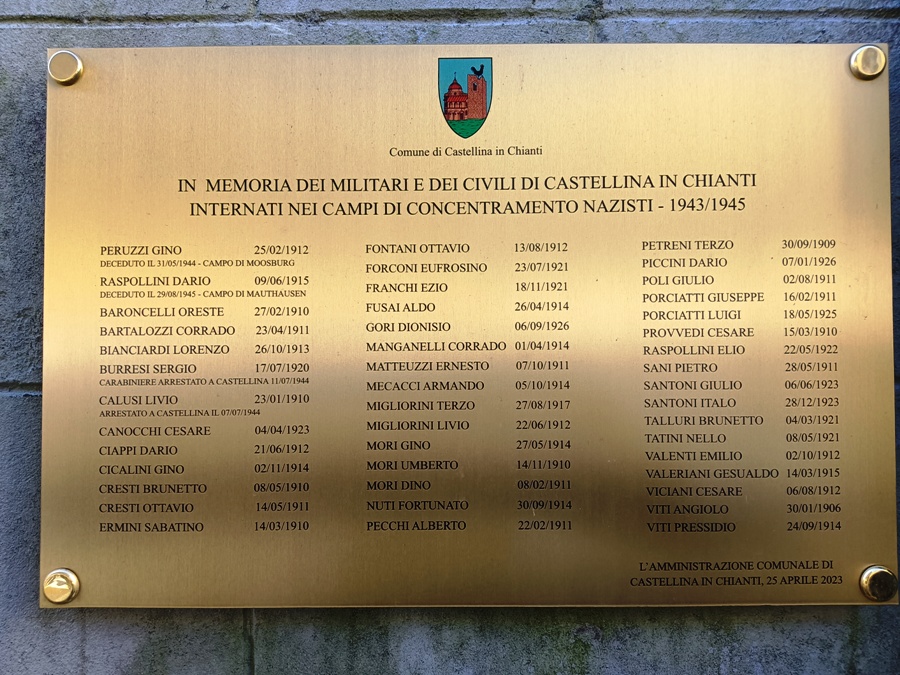 Comune di Castellina in Chianti
IN MEMORIA DEI MILITARI E DEI CIVILI DI CASTELLINA IN CHIANTI
INTERNATI NEI CAMPI DI CONCENTRAMENTO NAZISTI - 1943/1945
PERUZZI GINO 25/02/1912
DECEDUTO IL 31/05/1944 - CAMPO DI MOOSBURG
RASPOLLINI DARIO 09/06/1915
DECEDUTO IL 29/08/1945 - CAMPO DI MAUTHAUSEN
BARONCELLI ORESTE 27/02/1910
BARTALOZZI CORRADO 23/04/1911
BIANCIARDI LORENZO 26/10/1913
BURRESI SERGIO 17/07/1920
CARABINIERE ARRESTATO A CASTELLINA 11/07/1944
CALUSI LIVIO 23/01/1910
ARRESTATO A CASTELLINA IL 07/07/1944
CANOCCHI CESARE 04/04/1923
CIAPPI DARIO 21/06/1912
CICALINI GINO 02/11/1914
CRESTI BRUNETTO 08/05/1910
CRESTI OTTAVIO 14/05/1911
ERMINI SABATINO 14/03/1910
FONTANI OTTAVIO 13/08/1912
FORCONI EUFROSINO 23/07/1921
FRANCHI EZIO 18/11/1921
FUSAI ALDO 26/04/1914
GORI DIONISIO 06/09/1926
MANGANELLI CORRADO 01/04/1914
MATTEUZZI ERNESTO 07/10/1911
MECACCI ARMANDO 05/10/1914
MIGLIORINI TERZO 27/08/1917
MIGLIORINI LIVIO 22/06/1912
MORI GINO 27/05/1914
MORI UMBERTO 14/11/1910
MORI DINO 08/02/1911
NUTI FORTUNATO 30/09/1914
PECCHI ALBERTO 22/02/1911
PETRENI TERZO 30/09/1909
PICCINI DARIO 07/01/1926
POLI GIULIO 02/08/1911
PORCIATTI GIUSEPPE 16/02/1911
PORCIATTI LUIGI 18/05/1925
PROVVEDI CESARE 15/03/1910
RASPOLLINI ELIO 22/05/1922
SANI PIETRO 28/05/1911
SANTONI GIULIO 06/06/1923
SANTONI ITALO 28/12/1923
TALLURI BRUNETTO 04/03/1921
TATINI NELLO 08/05/1921
VALENTI EMILIO 02/10/1912
VALERIANI GESUALDO 14/03/1915
VICIANI CESARE 06/08/1912
VITI ANGIOLO 30/01/1906
VITI PRESSIDIO 24/09/1914
L'AMMINISTRAZIONE COMUNALE DI
CASTELLINA IN CHIANTI, 25 APRILE 2023